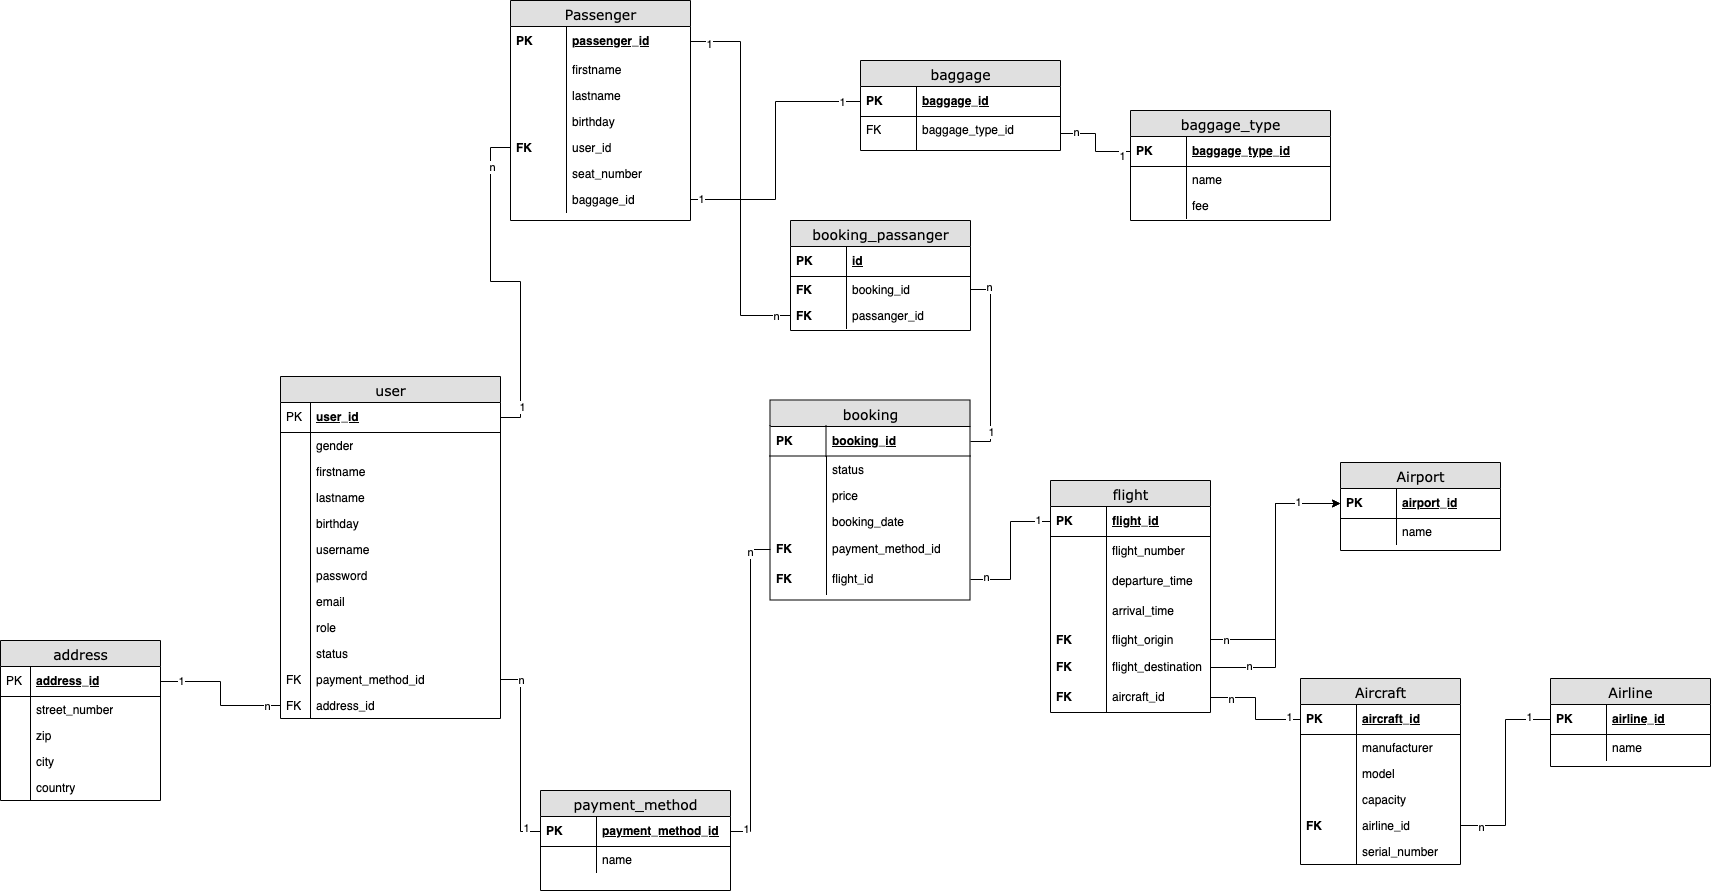 Passenger
PK passenger_id
firstname
lastname
birthday
FK user_id
seat_number
baggage_id
1
1
n
baggage
PK baggage_id
FK baggage_type_id
1
n
baggage_type
PK baggage_type_id
name
fee
1
booking_passanger
PK id
FK booking_id
FK passanger_id
n
n
user
PK user_id
gender
firstname
lastname
birthday
username
password
email
role
status
FK payment_method_id
FK address_id
1
n
n
booking
PK booking_id
status
price
booking_date
FK payment_method_id
FK flight_id
1
n
n
flight
PK flight_id
flight_number
departure_time
arrival_time
FK flight_origin
FK flight_destination
FK aircraft_id
1
n
n
n
Airport
PK airport_id
name
1
address
PK address_id
street_number
zip
city
country
1
Aircraft
PK aircraft_id
manufacturer
model
capacity
FK airline_id
serial_number
1
n
Airline
PK airline_id
name
1
payment_method
PK payment_method_id
name
1
1